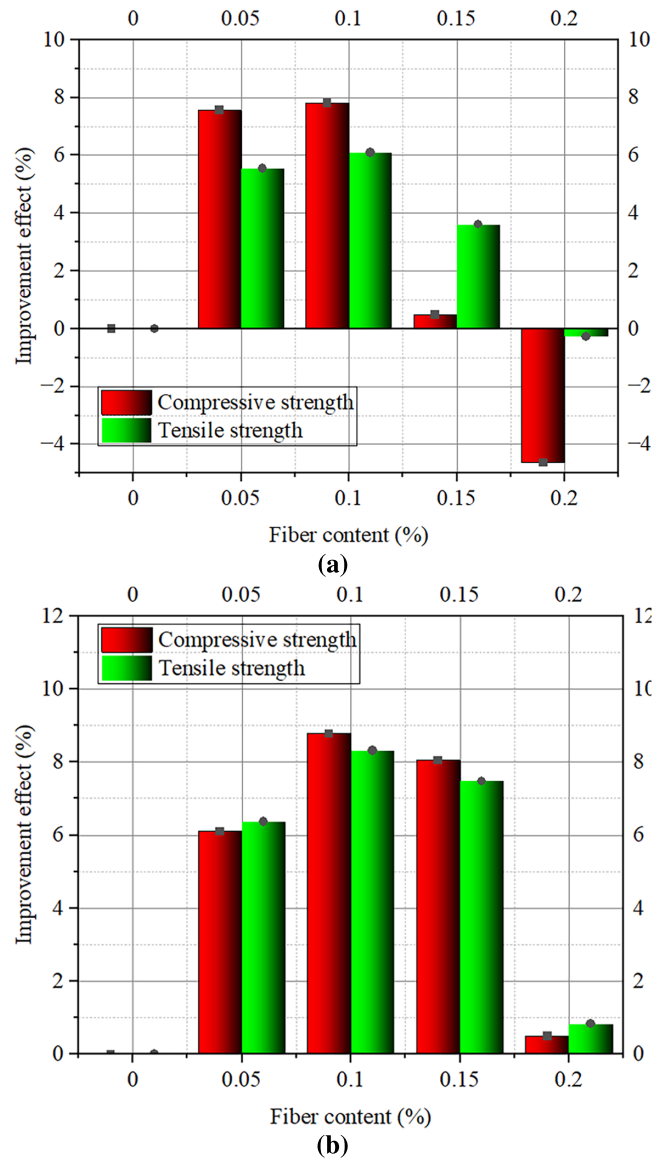 0 0.05 0.1 0.15 0.2
10 10
8 8
6 6
4 4
2 2
0 0
−2 −2
−4 −4
Improvement effect (%)
Compressive strength
Tensile strength
0 0.05 0.1 0.15 0.2
Fiber content (%)
(a)
0 0.05 0.1 0.15 0.2
12 12
10 10
8 8
6 6
4 4
2 2
0 0
Improvement effect (%)
Compressive strength
Tensile strength
0 0.05 0.1 0.15 0.2
Fiber content (%)
(b)